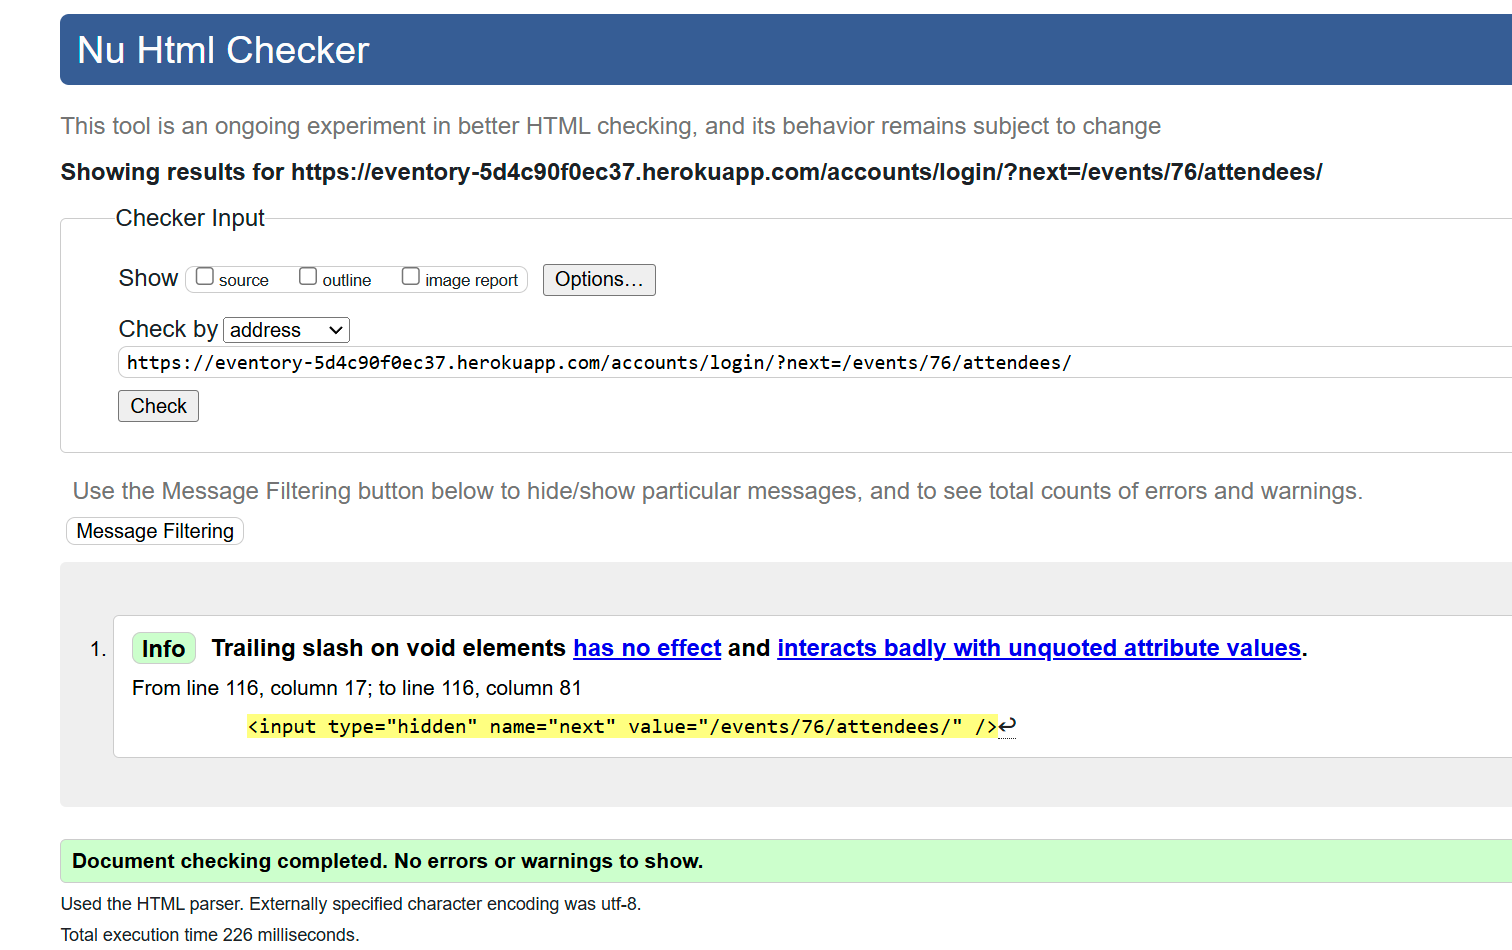 Nu Html Checker
This tool is an ongoing experiment in better HTML checking, and its behavior remains subject to change
Showing results for https://eventory-5d4c90f0ec37.herokuapp.com/accounts/login/?next=/events/76/attendees/
Checker Input
Show source outline image report Options...
Check by address
https://eventory-5d4c90f0ec37.herokuapp.com/accounts/login/?next=/events/76/attendees/
Check
Use the Message Filtering button below to hide/show particular messages, and to see total counts of errors and warnings.
Message Filtering
1. Info Trailing slash on void elements has no effect and interacts badly with unquoted attribute values.
From line 116, column 17; to line 116, column 81
<input type="hidden" name="next" value="/events/76/attendees/" />↩
Document checking completed. No errors or warnings to show.
Used the HTML parser. Externally specified character encoding was utf-8.
Total execution time 226 milliseconds.